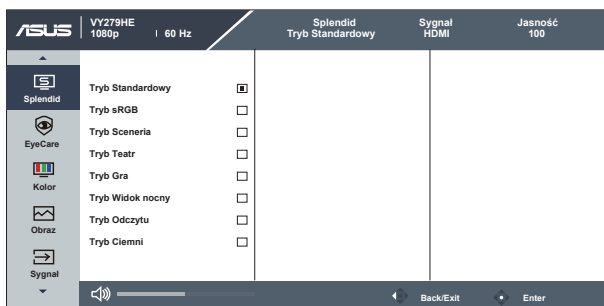 ASUS
VY279HE
1080p | 60 Hz
Splendid
Tryb Standardowy
Sygnał
HDMI
Jasność
100
Splendid
EyeCare
Kolor
Obraz
Sygnał
Tryb Standardowy
Tryb sRGB
Tryb Sceneria
Tryb Teatr
Tryb Gra
Tryb Widok nocny
Tryb Odczytu
Tryb Ciemni
Back/Exit
Enter